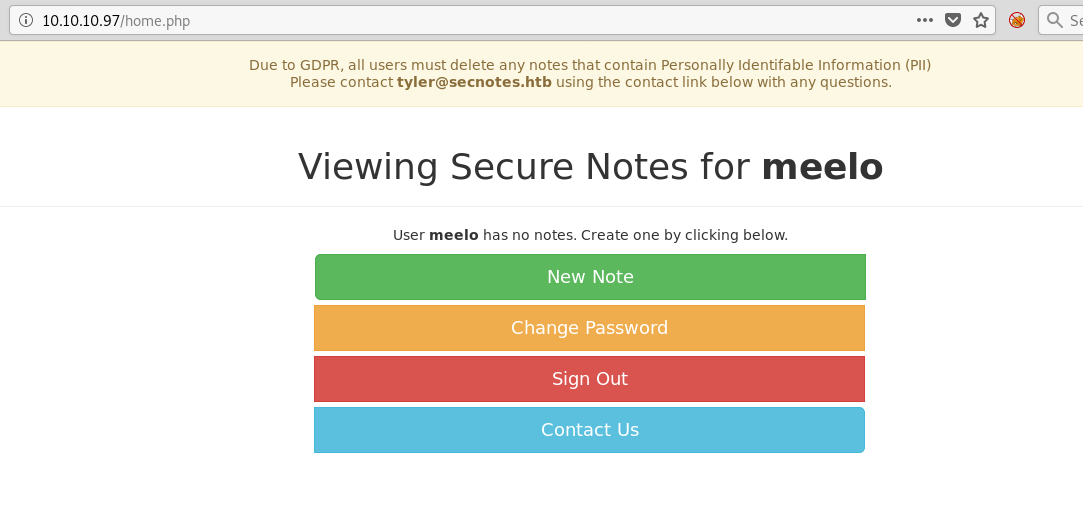 10.10.10.97/home.php
Due to GDPR, all users must delete any notes that contain Personally Identifable Information (PII)
Please contact tyler@secnotes.htb using the contact link below with any questions.
Viewing Secure Notes for meelo
User meelo has no notes. Create one by clicking below.
New Note
Change Password
Sign Out
Contact Us